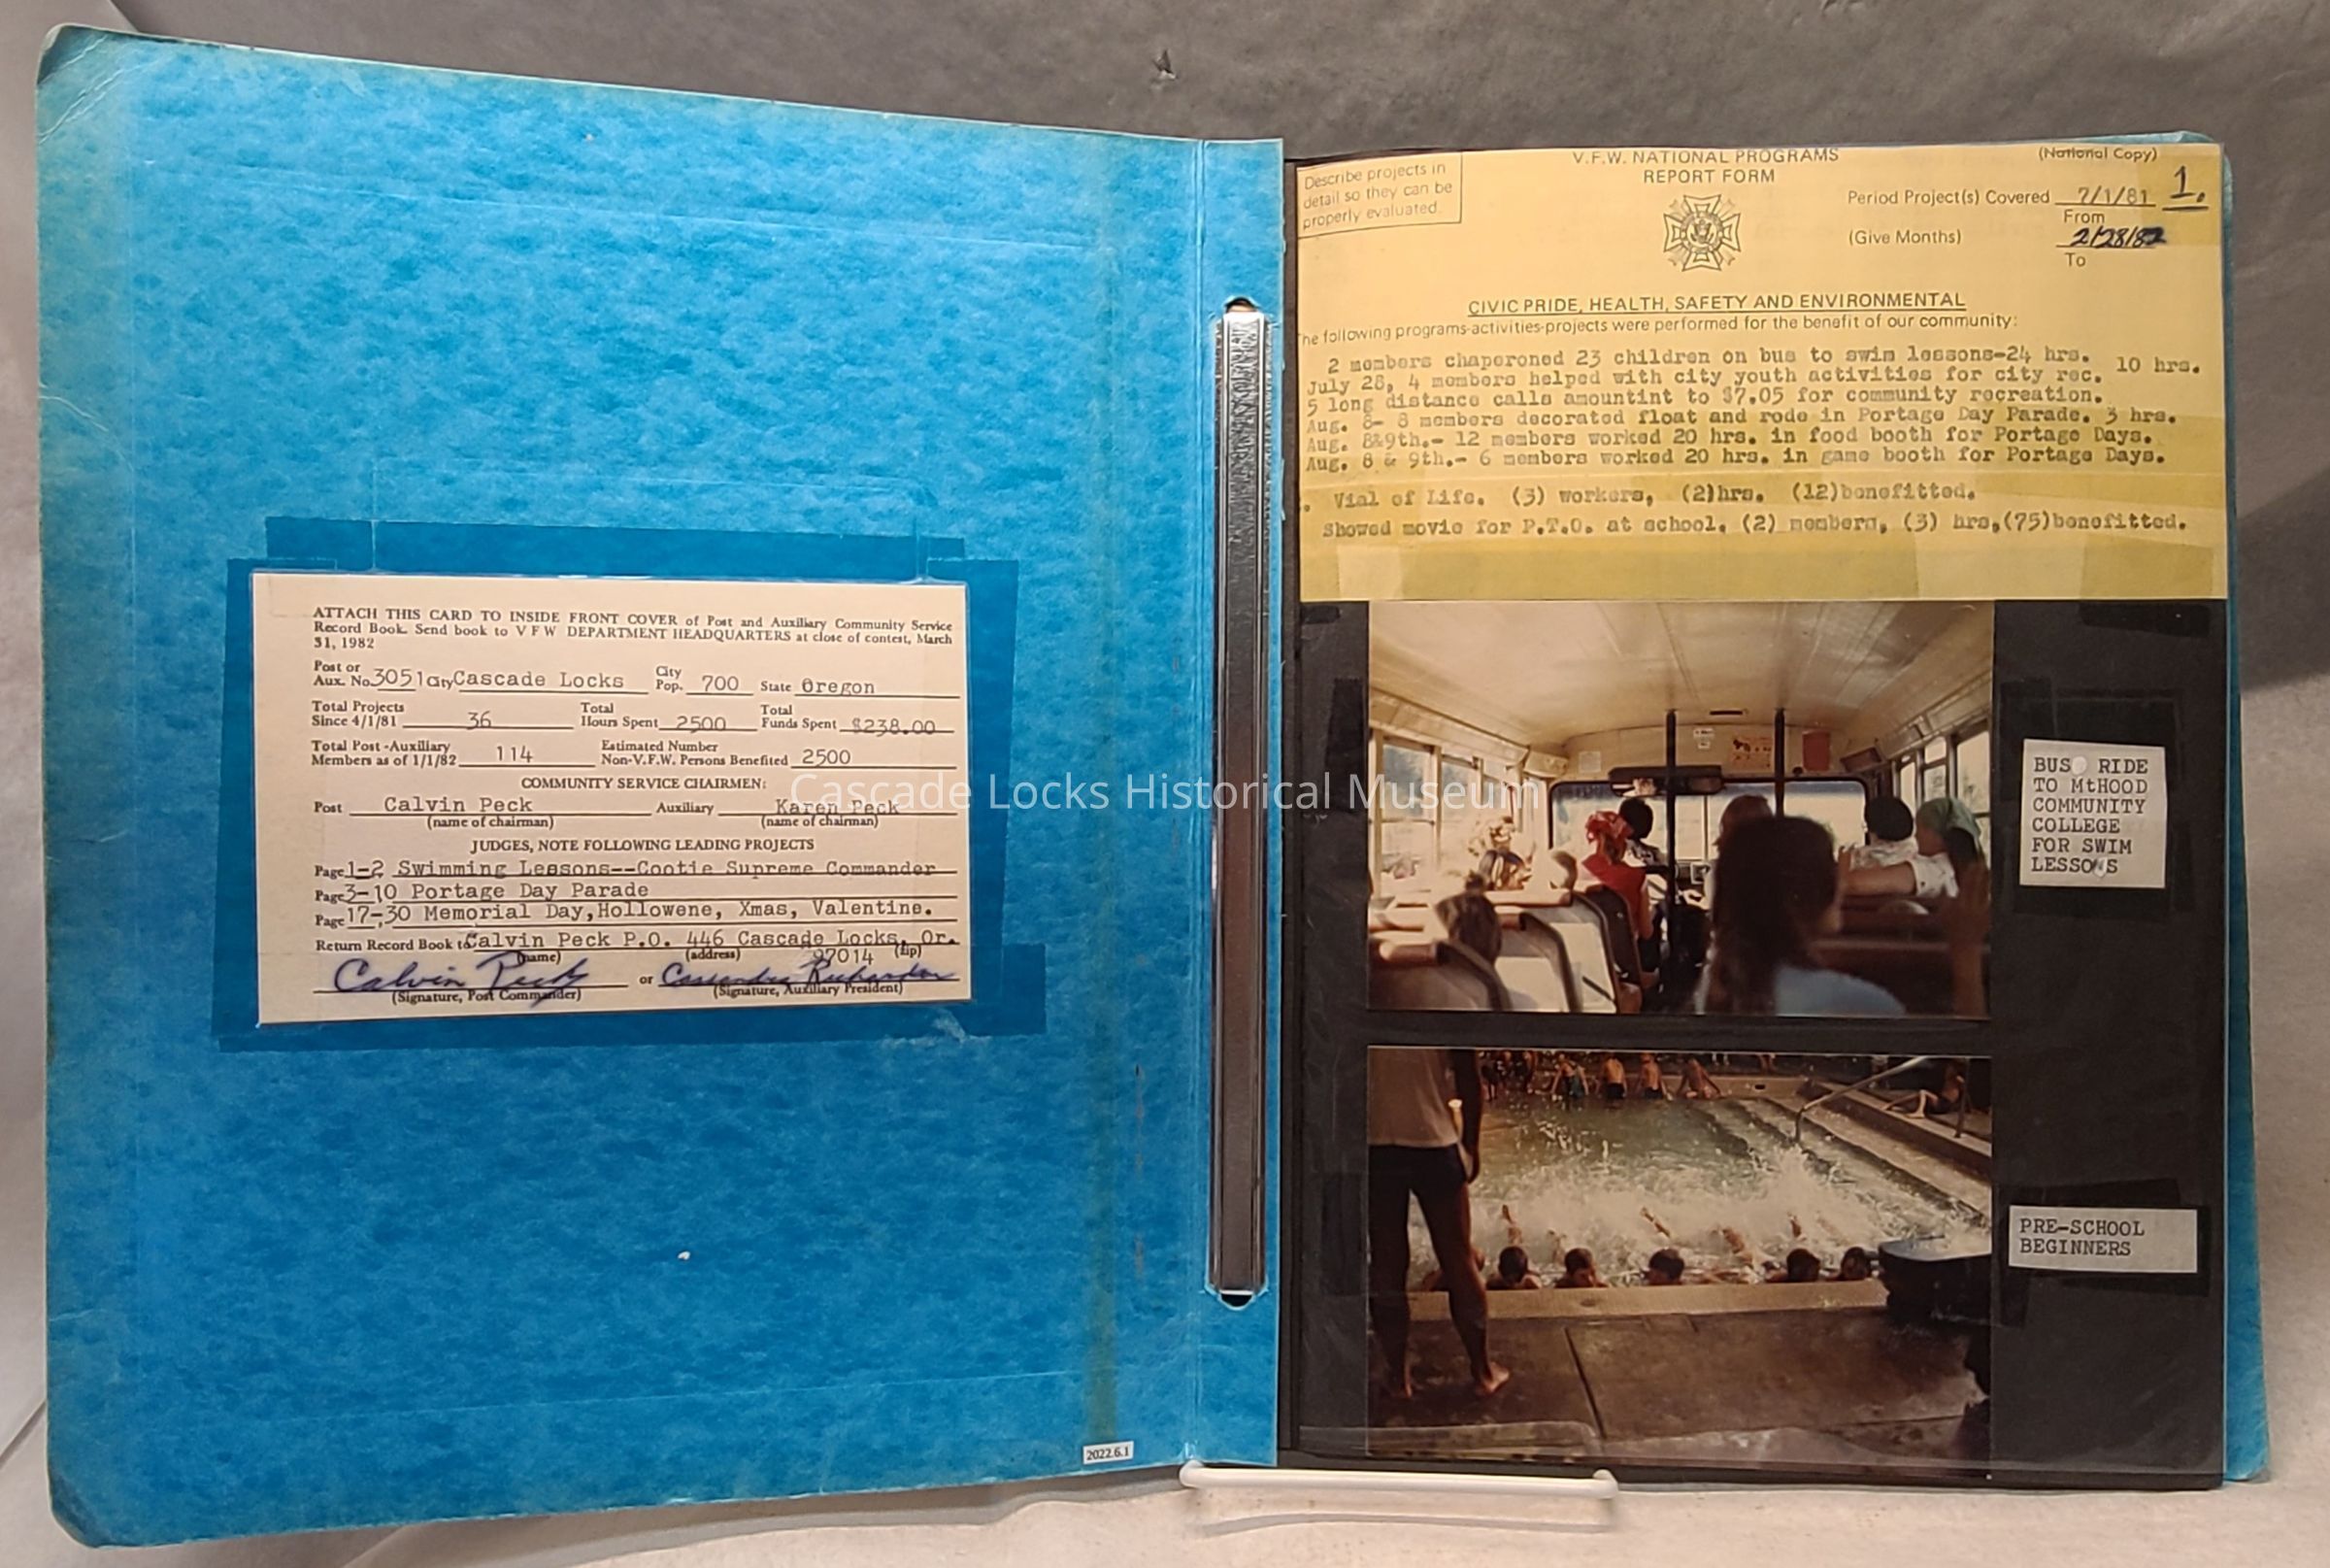 ATTACH THIS CARD TO INSIDE FRONT COVER of Post and Auxiliary Community Service
Record Book. Send book to V F W DEPARTMENT HEADQUARTERS at close of contest, March
31, 1982
Post or Aux. No. 3051 City Cascade Locks City Pop. 700 State Oregon
Total Projects Since 4/1/81 36 Total Hours Spent 2500 Total Funds Spent $238.00
Total Post-Auxiliary Members as of 1/1/82 114 Estimated Number Non-V.F.W. Persons Benefited 2500
COMMUNITY SERVICE CHAIRMEN:
Post Calvin Peck Auxiliary Karen Peck
(name of chairman) (name of chairman)
JUDGES, NOTE FOLLOWING LEADING PROJECTS
Page 1-2 Swimming Lessons--Cootie Supreme Commander
Page 3-10 Portage Day Parade
Page 17-30 Memorial Day,Hollowene, Xmas, Valentine.
Return Record Book to Calvin Peck P.O. 446 Cascade Locks, Or.
(name) (address) 97014 (zip)
Calvin Peck or Cassandra Richardson
(Signature, Post Commander) (Signature, Auxiliary President)
2022.6.1
Describe projects in
detail so they can be
properly evaluated.
V.F.W. NATIONAL PROGRAMS
REPORT FORM
(National Copy)
1.
Period Project(s) Covered 7/1/81
From
(Give Months) 2/28/82
To
CIVIC PRIDE, HEALTH, SAFETY AND ENVIRONMENTAL
he following programs-activities-projects were performed for the benefit of our community:
2 members chaperoned 23 children on bus to swim lessons-24 hrs.
July 28, 4 members helped with city youth activities for city rec. 10 hrs.
5 long distance calls amountint to $7.05 for community recreation.
Aug. 8- 8 members decorated float and rode in Portage Day Parade. 3 hrs.
Aug. 8&9th.- 12 members worked 20 hrs. in food booth for Portage Days.
Aug. 8 & 9th.- 6 members worked 20 hrs. in game booth for Portage Days.
. Vial of Life. (3) workers, (2)hrs. (12)benefitted.
Showed movie for P.T.O. at school, (2) members, (3) hrs,(75)benefitted.
BUS RIDE
TO MtHOOD
COMMUNITY
COLLEGE
FOR SWIM
LESSONS
PRE-SCHOOL
BEGINNERS
Cascade Locks Historical Museum